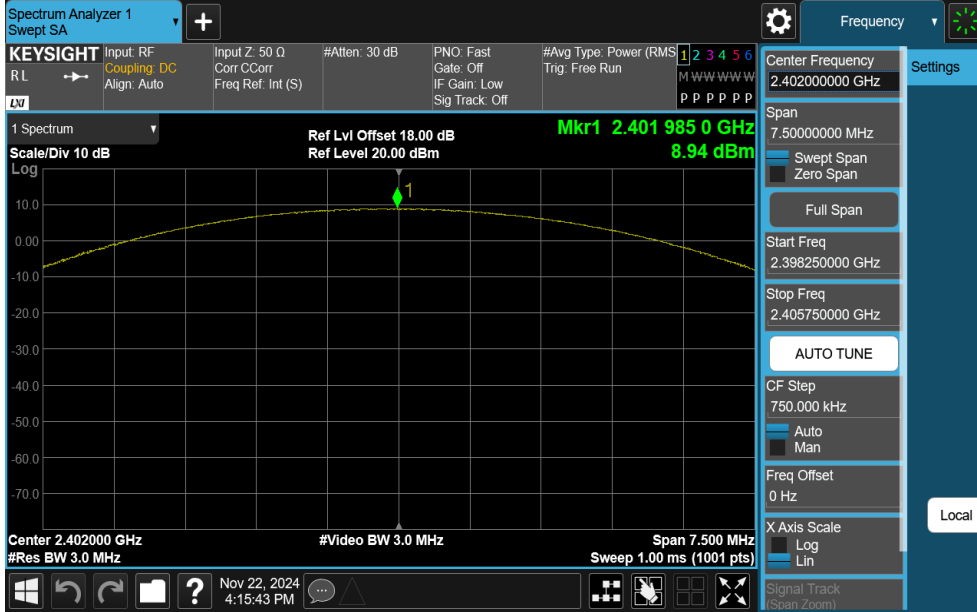 Spectrum Analyzer 1
Swept SA
+
Frequency
KEYSIGHT
R L
LXI
Input: RF
Coupling: DC
Align: Auto
Input Z: 50 Ω
Corr CCorr
Freq Ref: Int (S)
#Atten: 30 dB
PNO: Fast
Gate: Off
IF Gain: Low
Sig Track: Off
#Avg Type: Power (RMS
Trig: Free Run
1 2 3 4 5 6
M W W W W W
P P P P P P
1 Spectrum
Scale/Div 10 dB
Log
Ref Lvl Offset 18.00 dB
Ref Level 20.00 dBm
Mkr1 2.401 985 0 GHz
8.94 dBm
1
10.0
0.00
-10.0
-20.0
-30.0
-40.0
-50.0
-60.0
-70.0
Center 2.402000 GHz
#Res BW 3.0 MHz
#Video BW 3.0 MHz
Span 7.500 MHz
Sweep 1.00 ms (1001 pts)
?
Nov 22, 2024
4:15:43 PM
Center Frequency
2.402000000 GHz
Span
7.50000000 MHz
Swept Span
Zero Span
Full Span
Start Freq
2.398250000 GHz
Stop Freq
2.405750000 GHz
AUTO TUNE
CF Step
750.000 kHz
Auto
Man
Freq Offset
0 Hz
X Axis Scale
Log
Lin
Signal Track
(Span Zoom)
Settings
Local